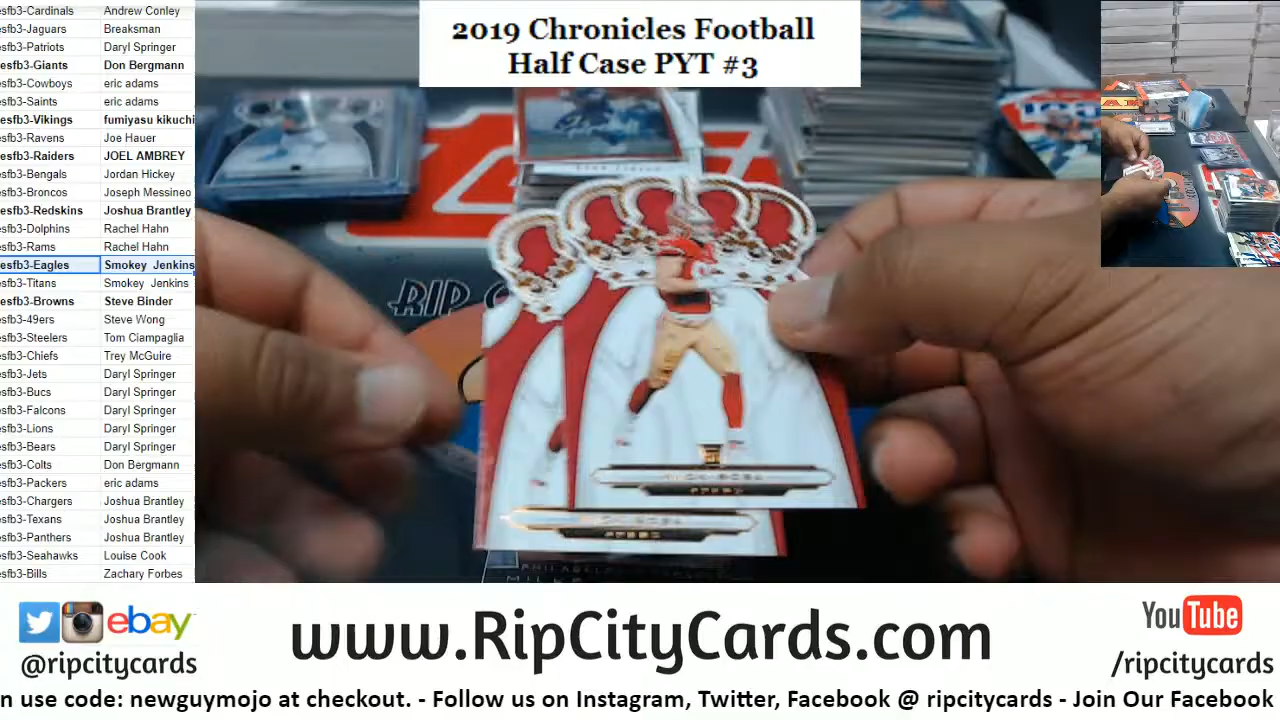 2019 Chronicles Football
Half Case PYT #3
esfb3-Cardinals Andrew Conley
esfb3-Jaguars Breaksman
esfb3-Patriots Daryl Springer
esfb3-Giants Don Bergmann
esfb3-Cowboys eric adams
esfb3-Saints eric adams
esfb3-Vikings fumiyasu kikuchi
esfb3-Ravens Joe Hauer
esfb3-Raiders JOEL AMBREY
esfb3-Bengals Jordan Hickey
esfb3-Broncos Joseph Messineo
esfb3-Redskins Joshua Brantley
esfb3-Dolphins Rachel Hahn
esfb3-Rams Rachel Hahn
esfb3-Eagles Smokey Jenkins
esfb3-Titans Smokey Jenkins
esfb3-Browns Steve Binder
esfb3-49ers Steve Wong
esfb3-Steelers Tom Ciampaglia
esfb3-Chiefs Trey McGuire
esfb3-Jets Daryl Springer
esfb3-Bucs Daryl Springer
esfb3-Falcons Daryl Springer
esfb3-Lions Daryl Springer
esfb3-Bears Daryl Springer
esfb3-Colts Don Bergmann
esfb3-Packers eric adams
esfb3-Chargers Joshua Brantley
esfb3-Texans Joshua Brantley
esfb3-Panthers Joshua Brantley
esfb3-Seahawks Louise Cook
esfb3-Bills Zachary Forbes
RIP
ebay
@ripcitycards
www.RipCityCards.com
YouTube
/ripcitycards
n use code: newguymojo at checkout. - Follow us on Instagram, Twitter, Facebook @ ripcitycards - Join Our Facebook